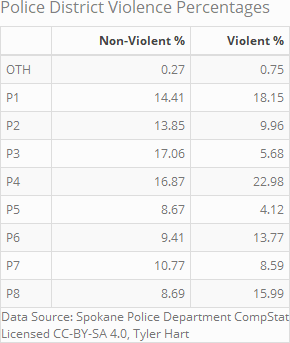 Police District Violence Percentages
Non-Violent % Violent %
OTH 0.27 0.75
P1 14.41 18.15
P2 13.85 9.96
P3 17.06 5.68
P4 16.87 22.98
P5 8.67 4.12
P6 9.41 13.77
P7 10.77 8.59
P8 8.69 15.99
Data Source: Spokane Police Department CompStat
Licensed CC-BY-SA 4.0, Tyler Hart